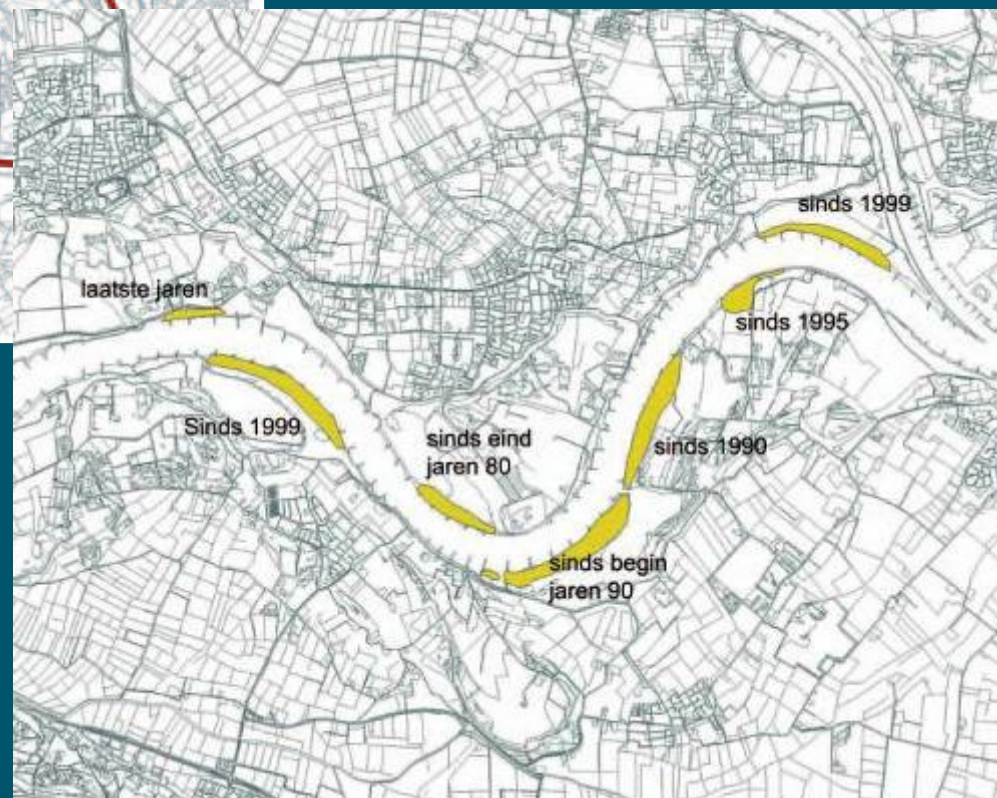 sinds 1999
laatste jaren
sinds 1995
Sinds 1999
sinds eind
jaren 80
sinds 1990
sinds begin
jaren 90